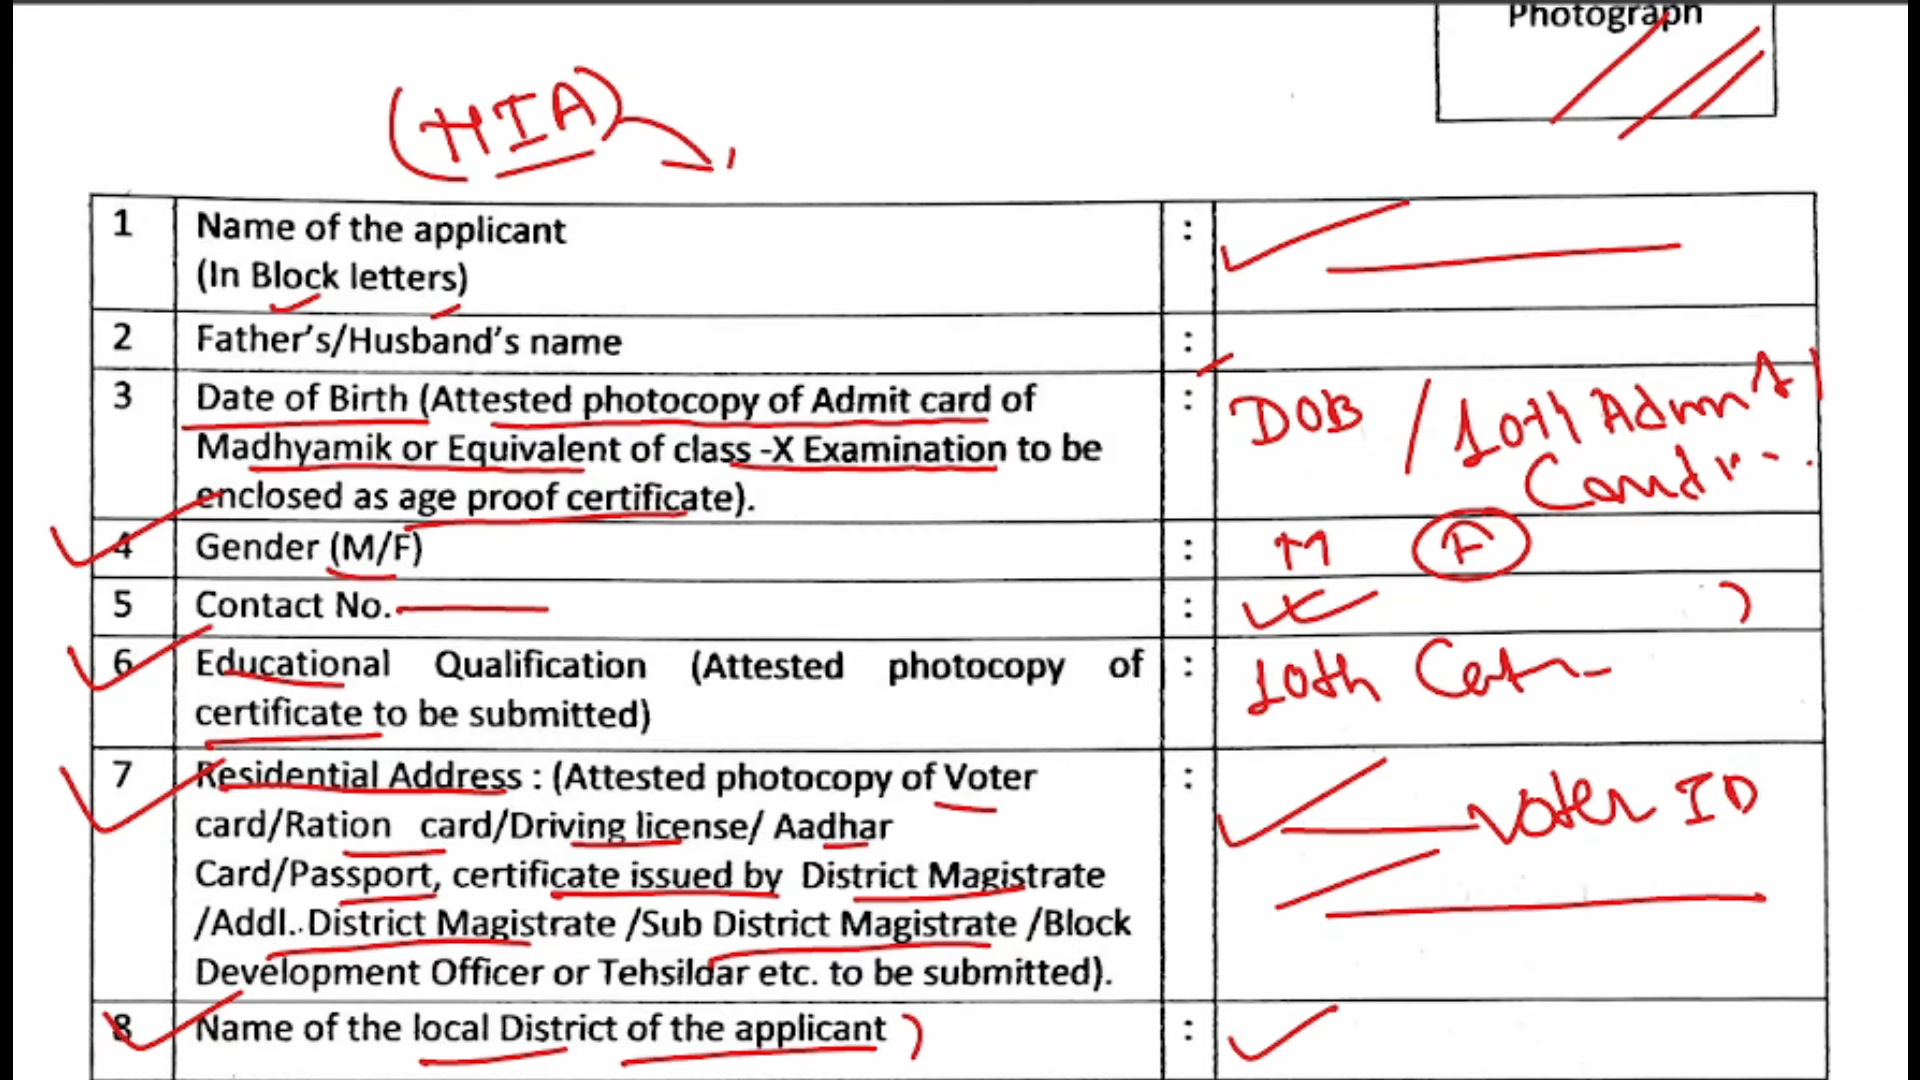 Photograph
(HIA)
1 Name of the applicant :
(In Block letters)
2 Father's/Husband's name :
3 Date of Birth (Attested photocopy of Admit card of : DOB / 10th Admit
Madhyamik or Equivalent of class -X Examination to be Card
enclosed as age proof certificate).
4 Gender (M/F) : M F
5 Contact No. :
6 Educational Qualification (Attested photocopy of : 10th
certificate to be submitted)
7 Residential Address : (Attested photocopy of Voter : Voter ID
card/Ration card/Driving license/ Aadhar
Card/Passport, certificate issued by District Magistrate
/Addl. District Magistrate /Sub District Magistrate /Block
Development Officer or Tehsildar etc. to be submitted).
8 Name of the local District of the applicant :